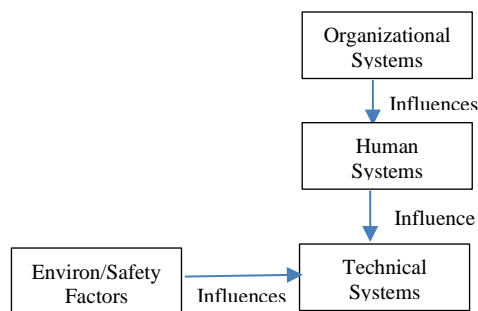 Organizational
Systems
Influences
Human
Systems
Influence
Environ/Safety
Factors
Influences
Technical
Systems